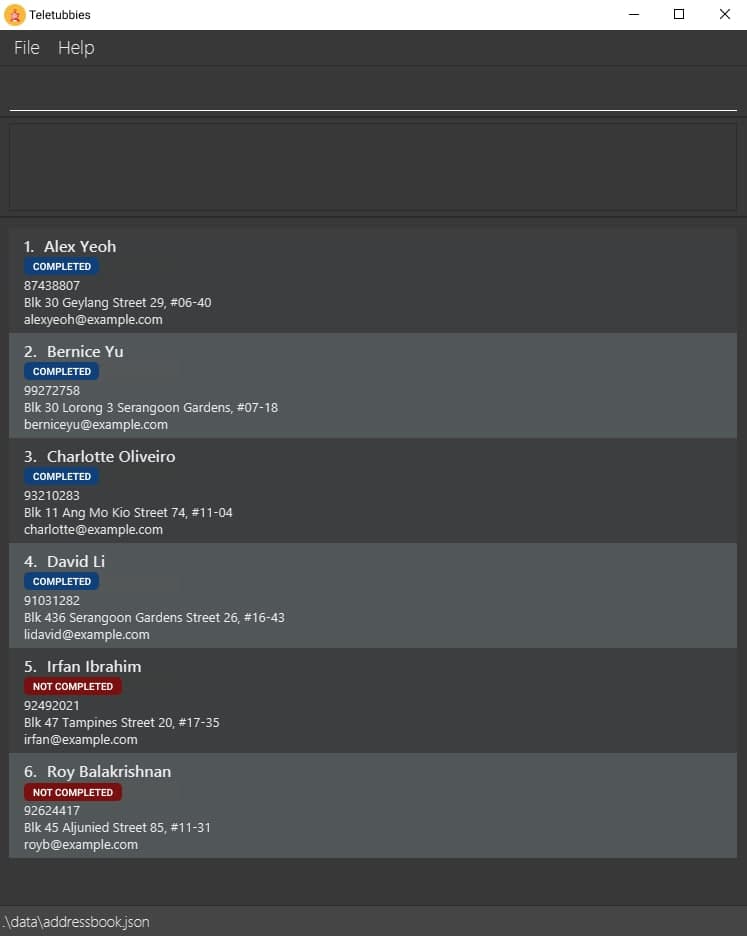 Teletubbies
File Help
1. Alex Yeoh
COMPLETED
87438807
Blk 30 Geylang Street 29, #06-40
alexyeoh@example.com
2. Bernice Yu
COMPLETED
99272758
Blk 30 Lorong 3 Serangoon Gardens, #07-18
berniceyu@example.com
3. Charlotte Oliveiro
COMPLETED
93210283
Blk 11 Ang Mo Kio Street 74, #11-04
charlotte@example.com
4. David Li
COMPLETED
91031282
Blk 436 Serangoon Gardens Street 26, #16-43
lidavid@example.com
5. Irfan Ibrahim
NOT COMPLETED
92492021
Blk 47 Tampines Street 20, #17-35
irfan@example.com
6. Roy Balakrishnan
NOT COMPLETED
92624417
Blk 45 Aljunied Street 85, #11-31
royb@example.com
.\data\addressbook.json